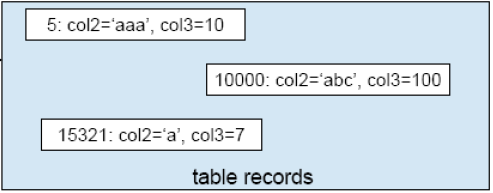 5: col2=‘aaa’, col3=10
10000: col2=‘abc’, col3=100
15321: col2=‘a’, col3=7
table records